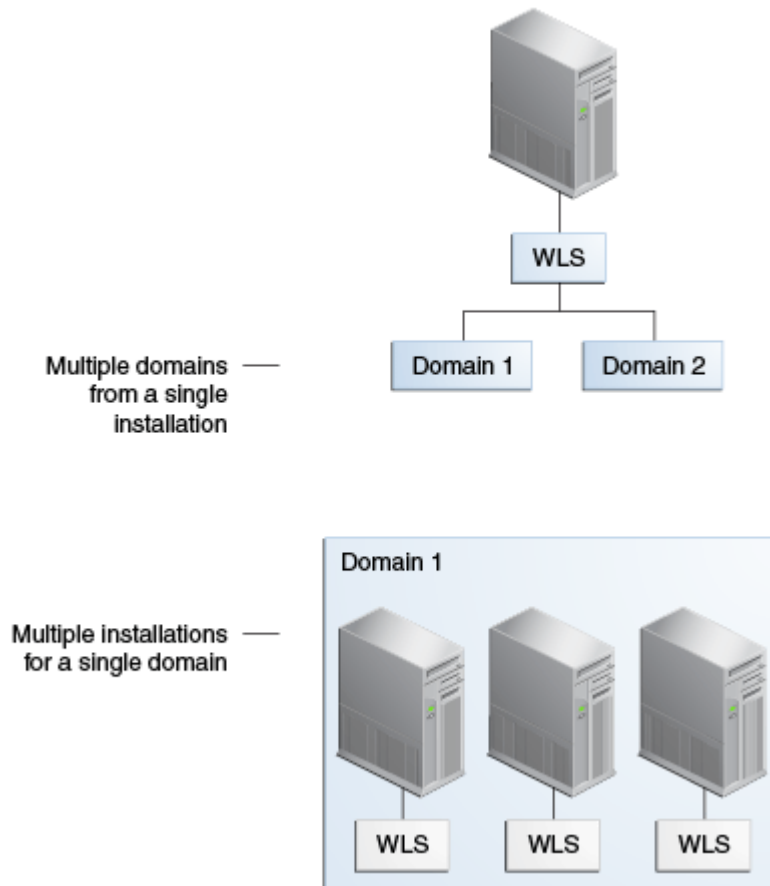 WLS
Domain 1
Domain 2
Multiple domains
from a single
installation
Domain 1
Multiple installations
for a single domain
WLS
WLS
WLS